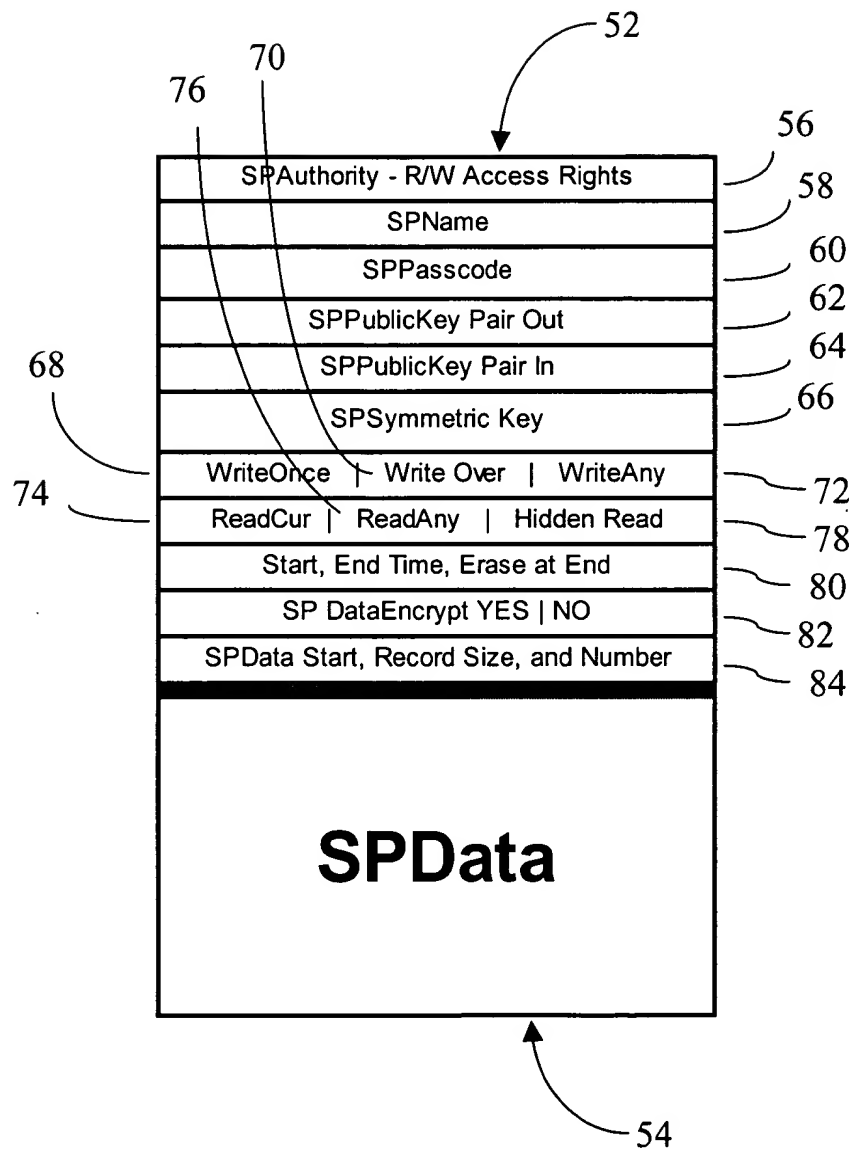 52
70
76
56
SPAuthority - R/W Access Rights
58
SPName
60
SPPasscode
62
SPPublicKey Pair Out
64
SPPublicKey Pair In
68
66
SPSymmetric Key
WriteOnce | Write Over | WriteAny
72
74
ReadCur | ReadAny | Hidden Read
78
Start, End Time, Erase at End
80
SP DataEncrypt YES | NO
82
SPData Start, Record Size, and Number
84
SPData
54